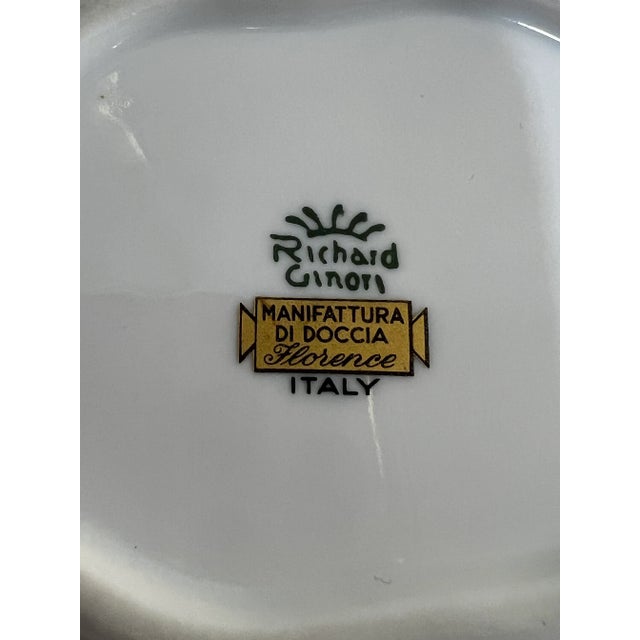 Richard
Ginori
MANIFATTURA
DI DOCCIA
Florence
ITALY